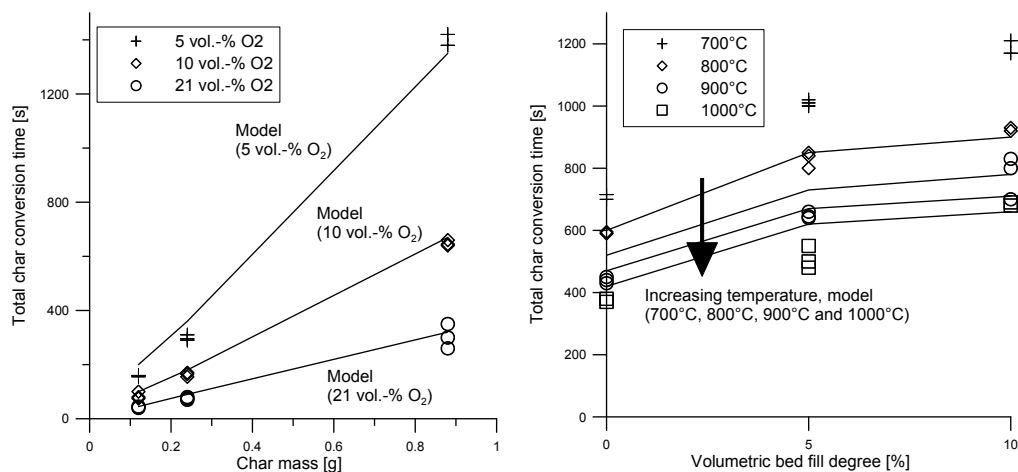 5 vol.-% O2
10 vol.-% O2
21 vol.-% O2
Model
(5 vol.-% O₂)
Model
(10 vol.-% O₂)
Model
(21 vol.-% O₂)
Total char conversion time [s]
1200
800
400
0
0
0.2
0.4
0.6
0.8
1
Char mass [g]
700°C
800°C
900°C
1000°C
Increasing temperature, model
(700°C, 800°C, 900°C and 1000°C)
Total char conversion time [s]
1200
1000
800
600
400
200
0
0
5
10
Volumetric bed fill degree [%]